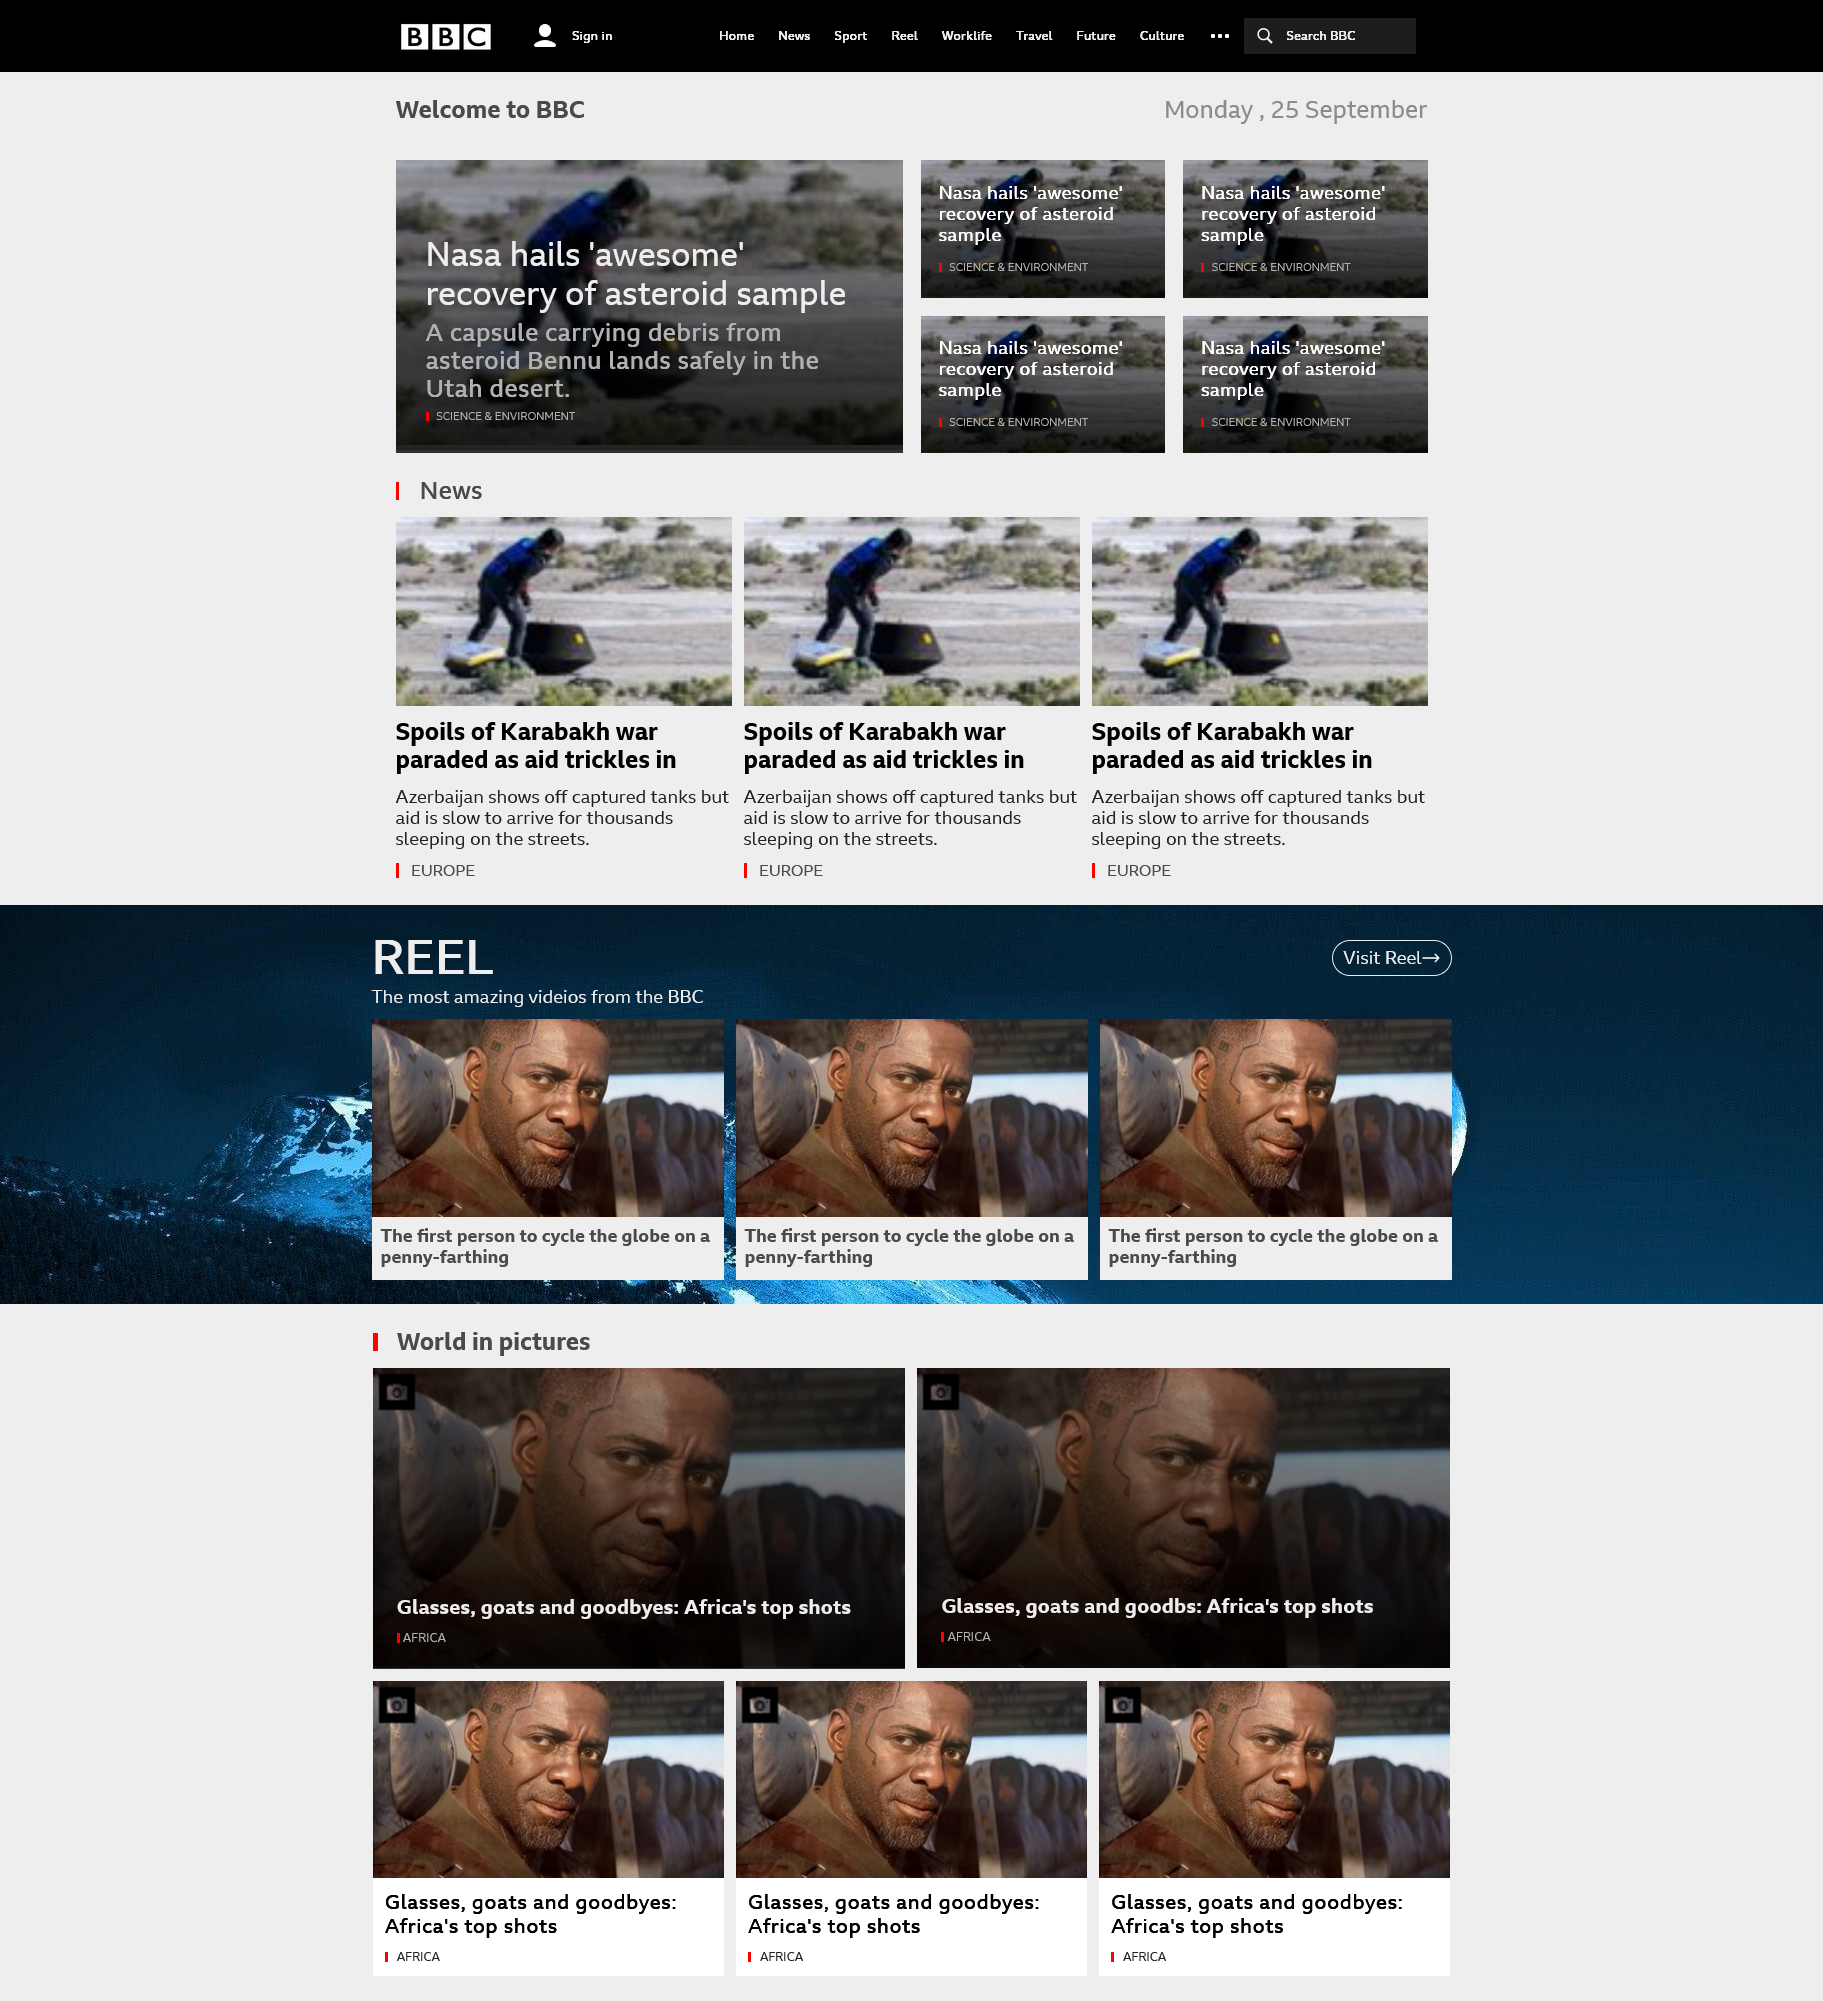 BBC
Sign in
Home
News
Sport
Reel
Worklife
Travel
Future
Culture
Search BBC
Welcome to BBC
Monday , 25 September
Nasa hails 'awesome'
recovery of asteroid sample
A capsule carrying debris from
asteroid Bennu lands safely in the
Utah desert.
SCIENCE & ENVIRONMENT
Nasa hails 'awesome'
recovery of asteroid
sample
SCIENCE & ENVIRONMENT
Nasa hails 'awesome'
recovery of asteroid
sample
SCIENCE & ENVIRONMENT
Nasa hails 'awesome'
recovery of asteroid
sample
SCIENCE & ENVIRONMENT
Nasa hails 'awesome'
recovery of asteroid
sample
SCIENCE & ENVIRONMENT
News
Spoils of Karabakh war
paraded as aid trickles in
Azerbaijan shows off captured tanks but
aid is slow to arrive for thousands
sleeping on the streets.
EUROPE
Spoils of Karabakh war
paraded as aid trickles in
Azerbaijan shows off captured tanks but
aid is slow to arrive for thousands
sleeping on the streets.
EUROPE
Spoils of Karabakh war
paraded as aid trickles in
Azerbaijan shows off captured tanks but
aid is slow to arrive for thousands
sleeping on the streets.
EUROPE
REEL
Visit Reel→
The most amazing videios from the BBC
The first person to cycle the globe on a
penny-farthing
The first person to cycle the globe on a
penny-farthing
The first person to cycle the globe on a
penny-farthing
World in pictures
Glasses, goats and goodbyes: Africa's top shots
AFRICA
Glasses, goats and goodbs: Africa's top shots
AFRICA
Glasses, goats and goodbyes:
Africa's top shots
AFRICA
Glasses, goats and goodbyes:
Africa's top shots
AFRICA
Glasses, goats and goodbyes:
Africa's top shots
AFRICA